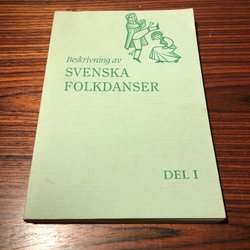 Beskrivning av
SVENSKA
FOLKDANSER
DEL I